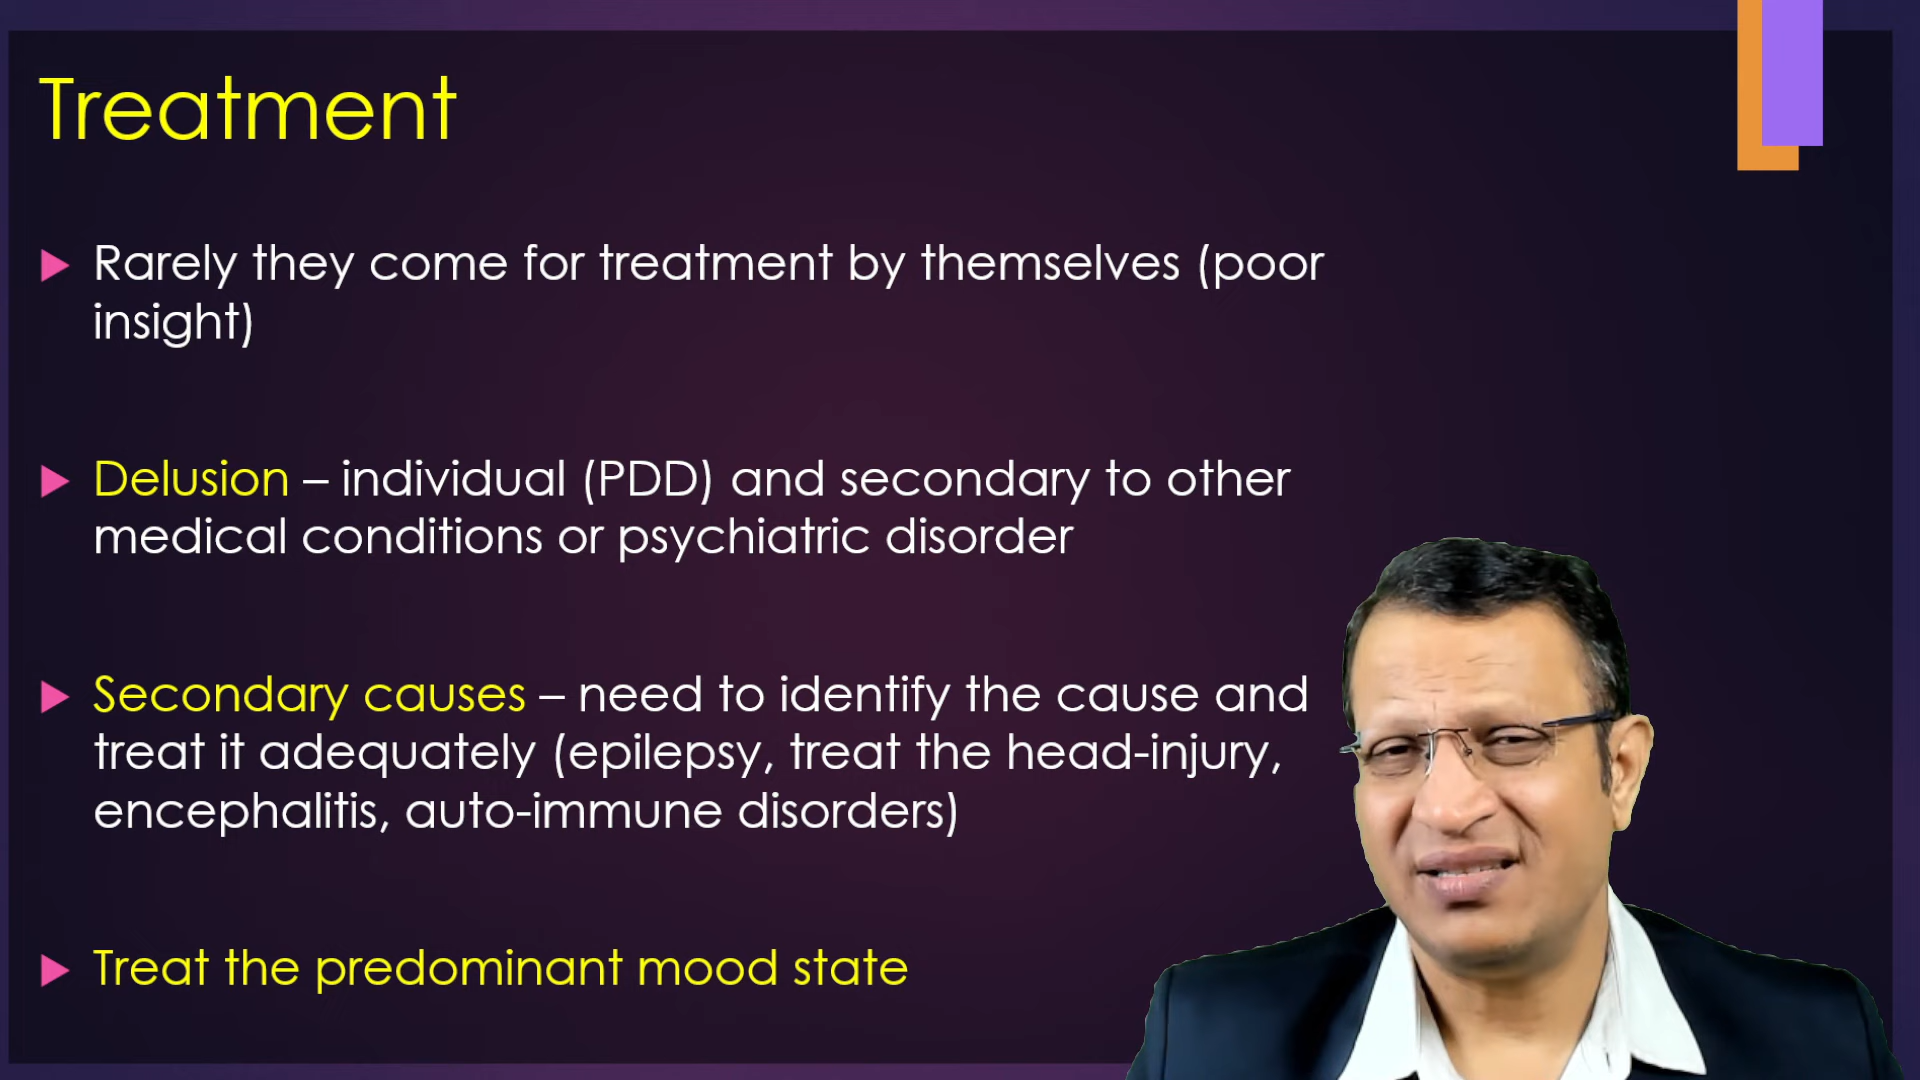 Treatment
Rarely they come for treatment by themselves (poor
insight)
Delusion – individual (PDD) and secondary to other
medical conditions or psychiatric disorder
Secondary causes – need to identify the cause and
treat it adequately (epilepsy, treat the head-injury,
encephalitis, auto-immune disorders)
Treat the predominant mood state